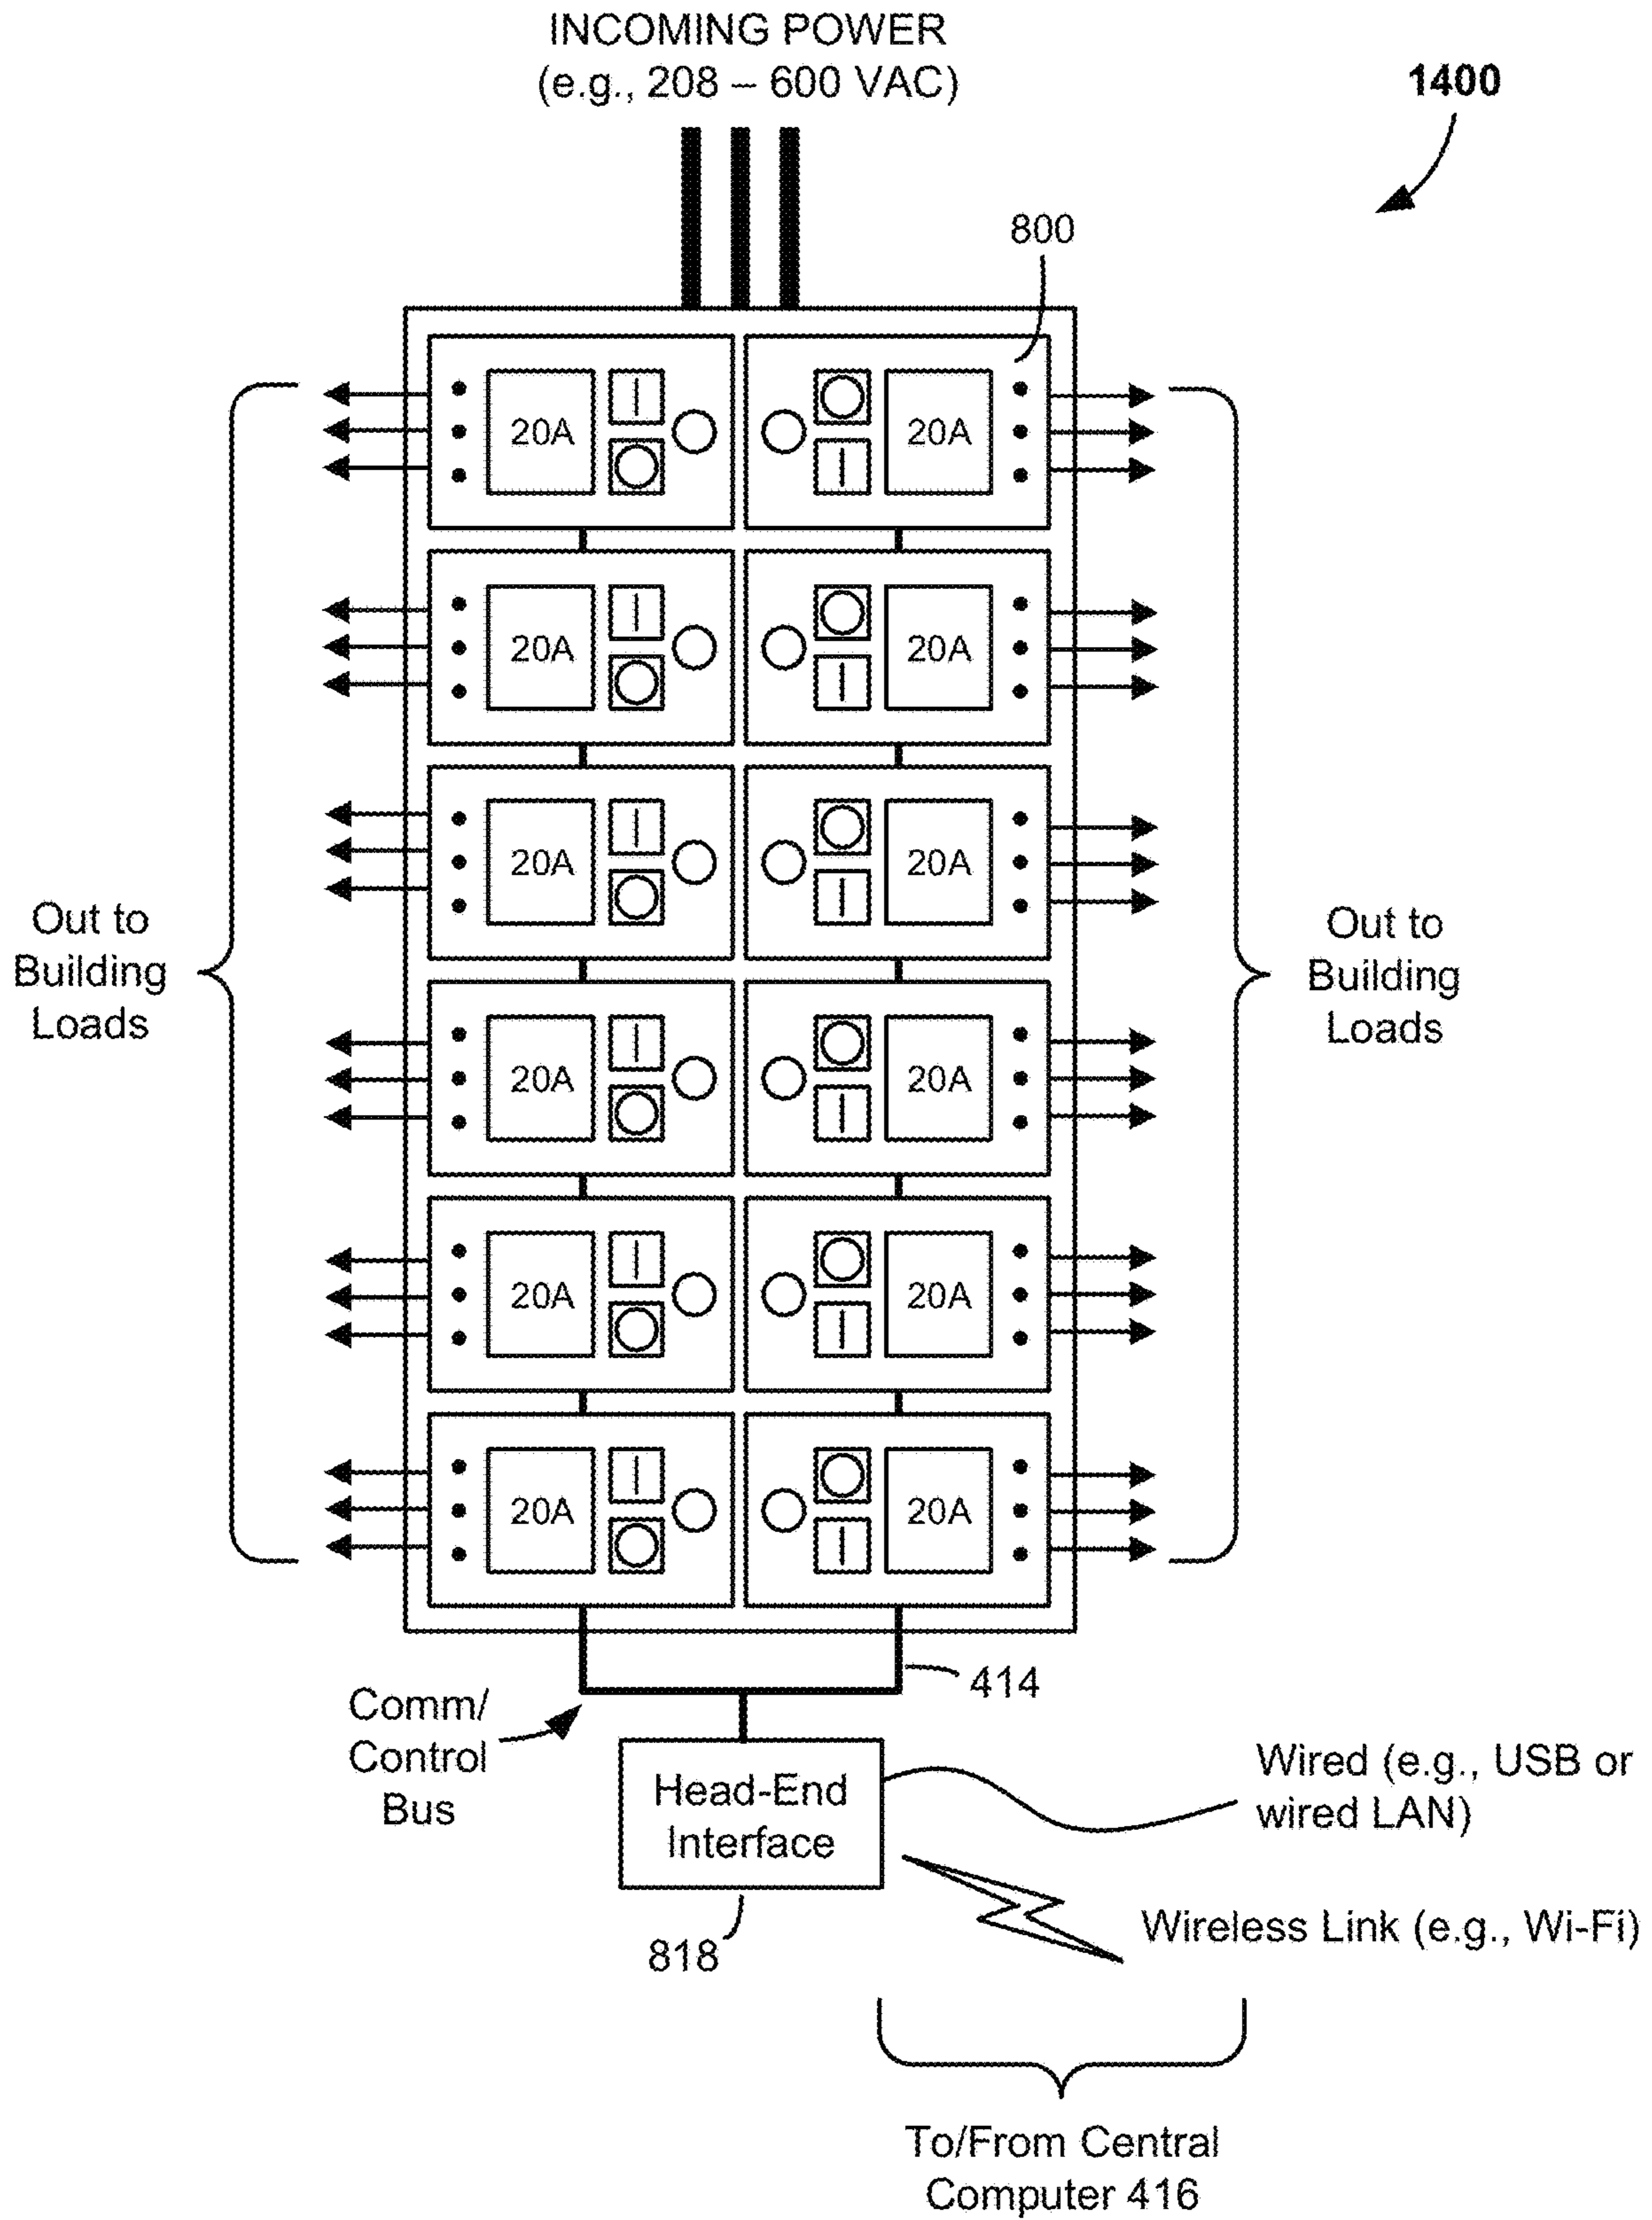 INCOMING POWER
(e.g., 208 – 600 VAC)
1400
800
20A
20A
20A
20A
20A
20A
Out to
Building
Loads
Out to
Building
Loads
20A
20A
20A
20A
20A
20A
414
Comm/
Control
Bus
Head-End
Interface
818
Wired (e.g., USB or
wired LAN)
Wireless Link (e.g., Wi-Fi)
To/From Central
Computer 416